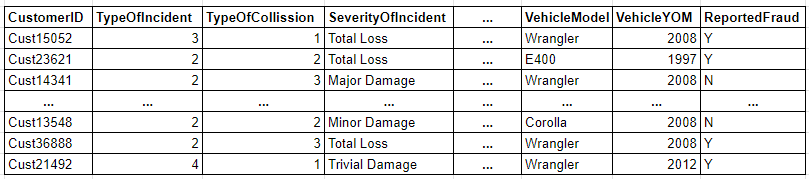 CustomerID TypeOfIncident TypeOfCollission SeverityOfIncident ... VehicleModel VehicleYOM ReportedFraud
Cust15052 3 1 Total Loss ... Wrangler 2008 Y
Cust23621 2 2 Total Loss ... E400 1997 Y
Cust14341 2 3 Major Damage ... Wrangler 2008 N
... ... ... ... ... ... ... ...
Cust13548 2 2 Minor Damage ... Corolla 2008 N
Cust36888 2 3 Total Loss ... Wrangler 2008 Y
Cust21492 4 1 Trivial Damage ... Wrangler 2012 Y